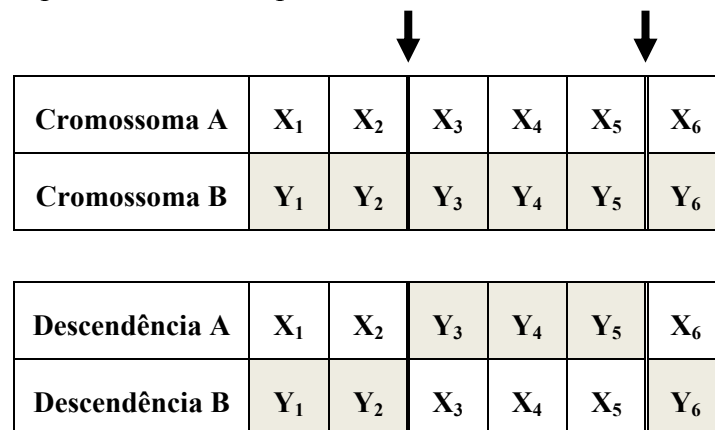 Cromossoma A X₁ X₂ X₃ X₄ X₅ X₆
Cromossoma B Y₁ Y₂ Y₃ Y₄ Y₅ Y₆
Descendência A X₁ X₂ Y₃ Y₄ Y₅ X₆
Descendência B Y₁ Y₂ X₃ X₄ X₅ Y₆